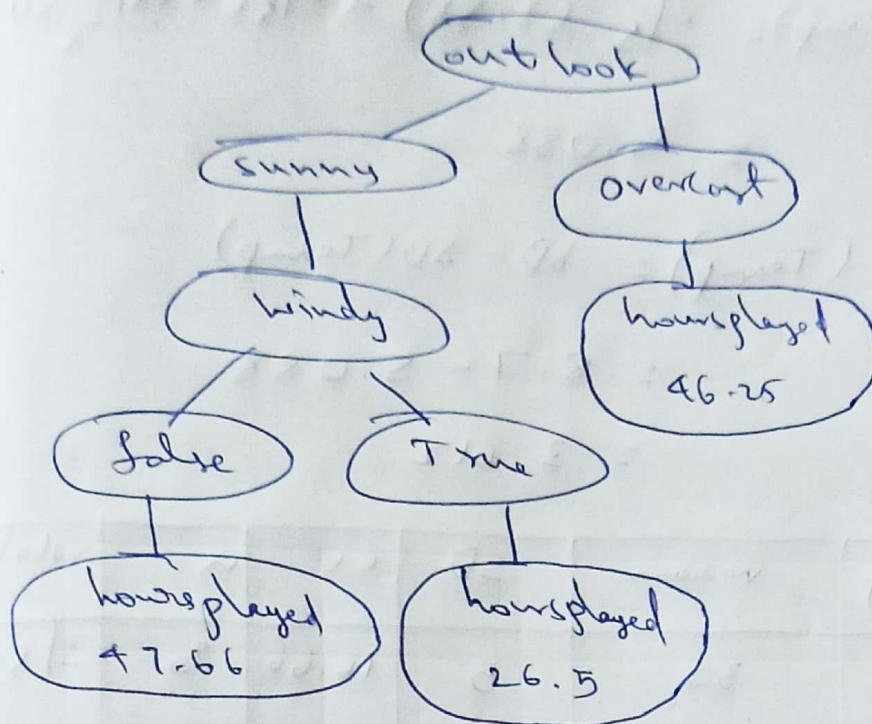 outlook
sunny
overcast
windy
hoursplayed
46.25
false
True
hoursplayed
47.66
hoursplayed
26.5